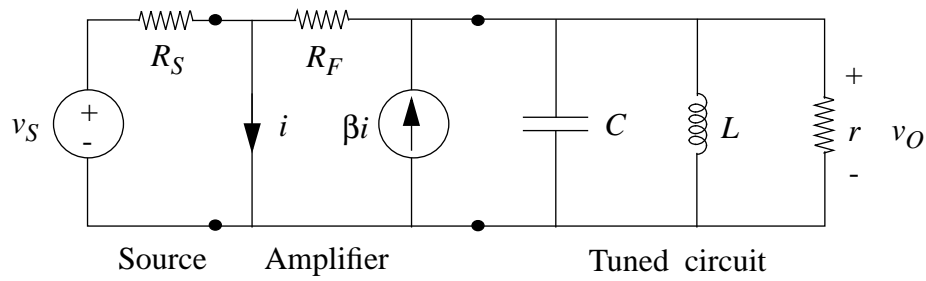 R_S
R_F
+
+
v_S
-
i
βi
C
L
r
v_O
-
Source
Amplifier
Tuned circuit